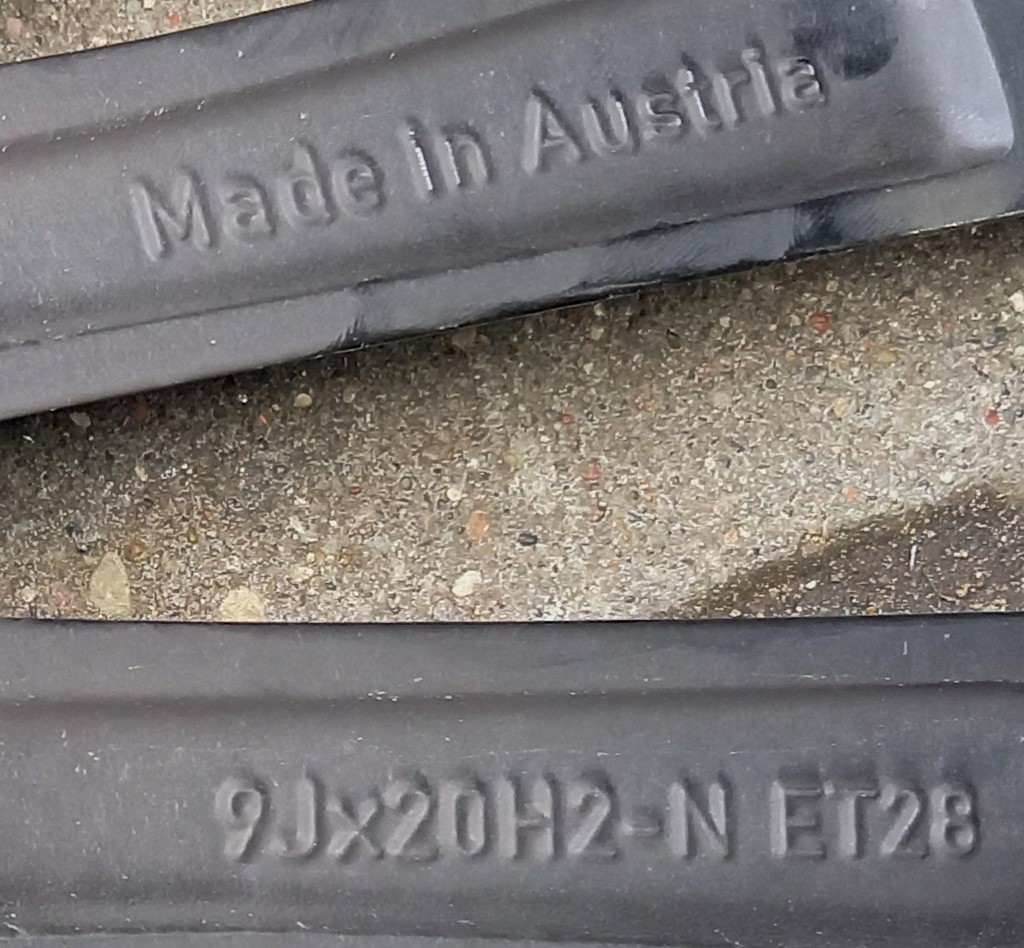 Made in Austria
9Jx20H2-N ET28